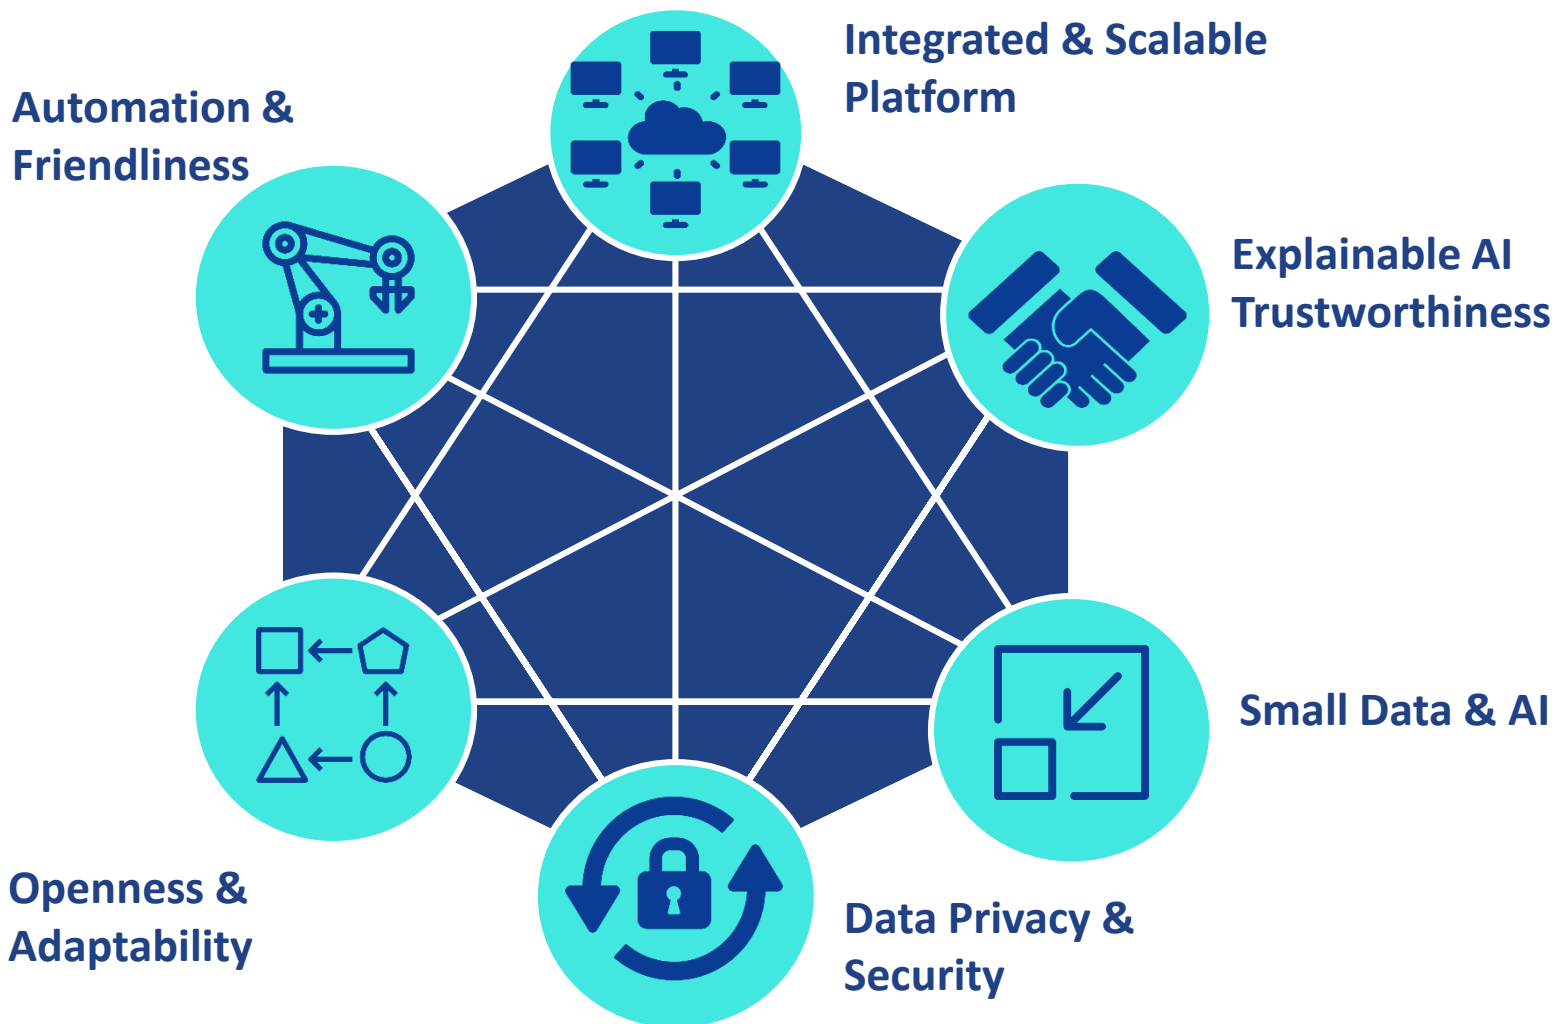 Integrated & Scalable
Platform
Automation &
Friendliness
Explainable AI
Trustworthiness
Small Data & AI
Openness &
Adaptability
Data Privacy &
Security